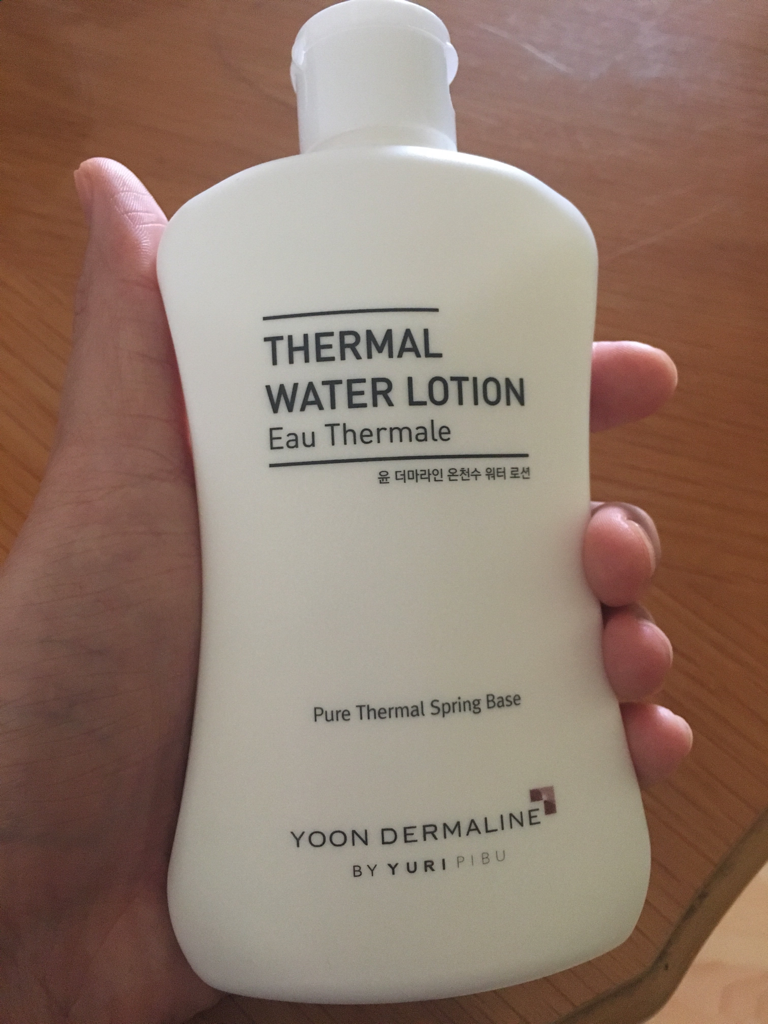 THERMAL
WATER LOTION
Eau Thermale
윤 더마라인 온천수 워터 로션
Pure Thermal Spring Base
YOON DERMALINE
BY YURI PIBU